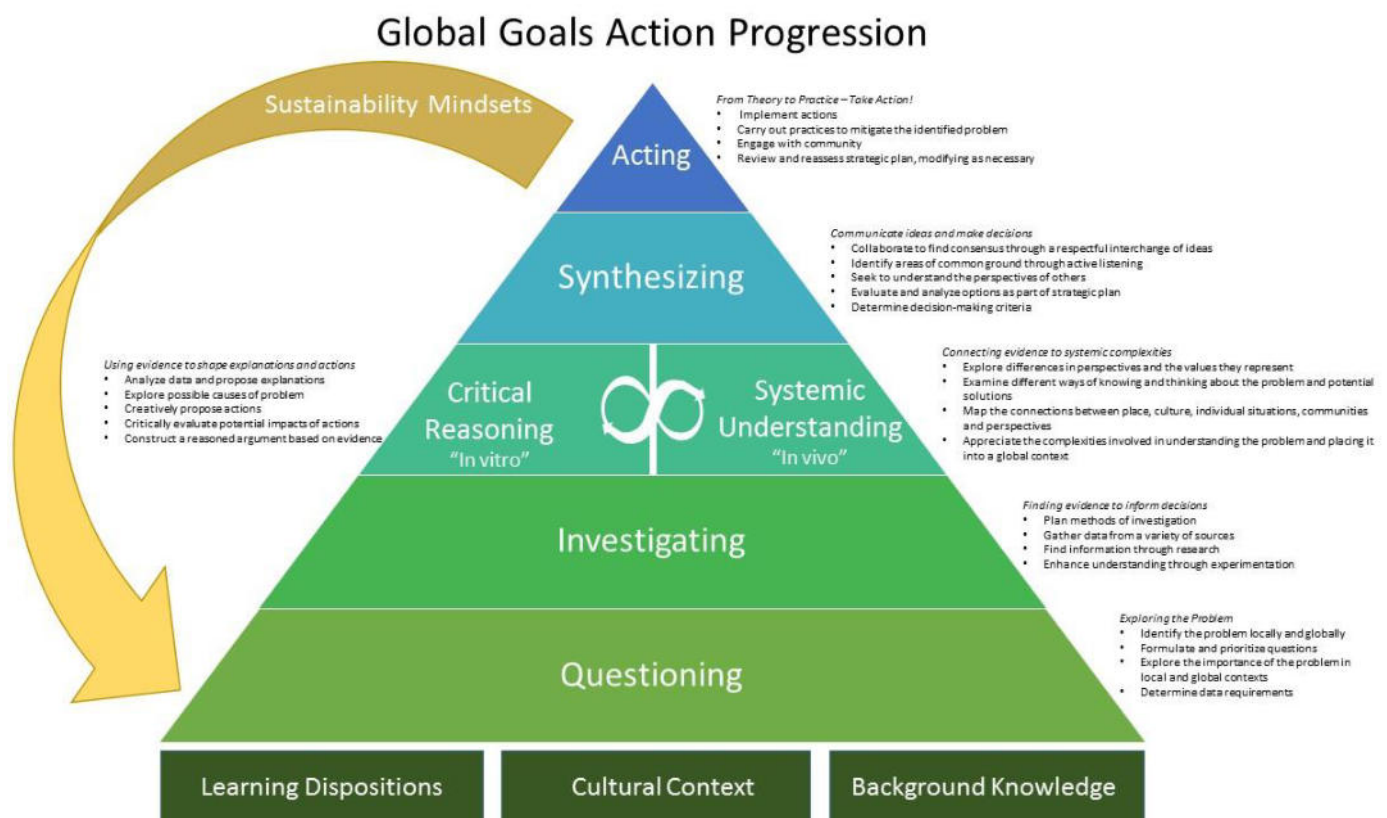 Global Goals Action Progression
Sustainability Mindsets
Acting
From Theory to Practice – Take Action!
• Implement actions
• Carry out practices to mitigate the identified problem
• Engage with community
• Review and reassess strategic plan, modifying as necessary
Synthesizing
Communicate ideas and make decisions
• Collaborate to find consensus through a respectful interchange of ideas
• Identify areas of common ground through active listening
• Seek to understand the perspectives of others
• Evaluate and analyze options as part of strategic plan
• Determine decision-making criteria
Using evidence to shape explanations and actions
• Analyze data and propose explanations
• Explore possible causes of problem
• Creatively propose actions
• Critically evaluate potential impacts of actions
• Construct a reasoned argument based on evidence
Critical
Reasoning
"In vitro"
Systemic
Understanding
"In vivo"
Connecting evidence to systemic complexities
• Explore differences in perspectives and the values they represent
• Examine different ways of knowing and thinking about the problem and potential
solutions
• Map the connections between place, culture, individual situations, communities
and perspectives
• Appreciate the complexities involved in understanding the problem and placing it
into a global context
Investigating
Finding evidence to inform decisions
• Plan methods of investigation
• Gather data from a variety of sources
• Find information through research
• Enhance understanding through experimentation
Questioning
Exploring the Problem
• Identify the problem locally and globally
• Formulate and prioritize questions
• Explore the importance of the problem in
local and global contexts
• Determine data requirements
Learning Dispositions
Cultural Context
Background Knowledge